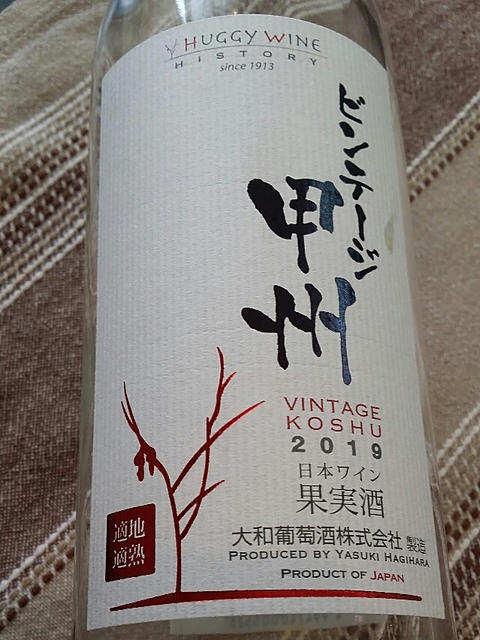 HUGGY WINE
HISTORY
since 1913
ビンテージ
甲州
VINTAGE
KOSHU
2019
日本ワイン
果実酒
適地
適熟
大和葡萄酒株式会社 製造
PRODUCED BY YASUKI HAGIHARA
PRODUCT OF JAPAN